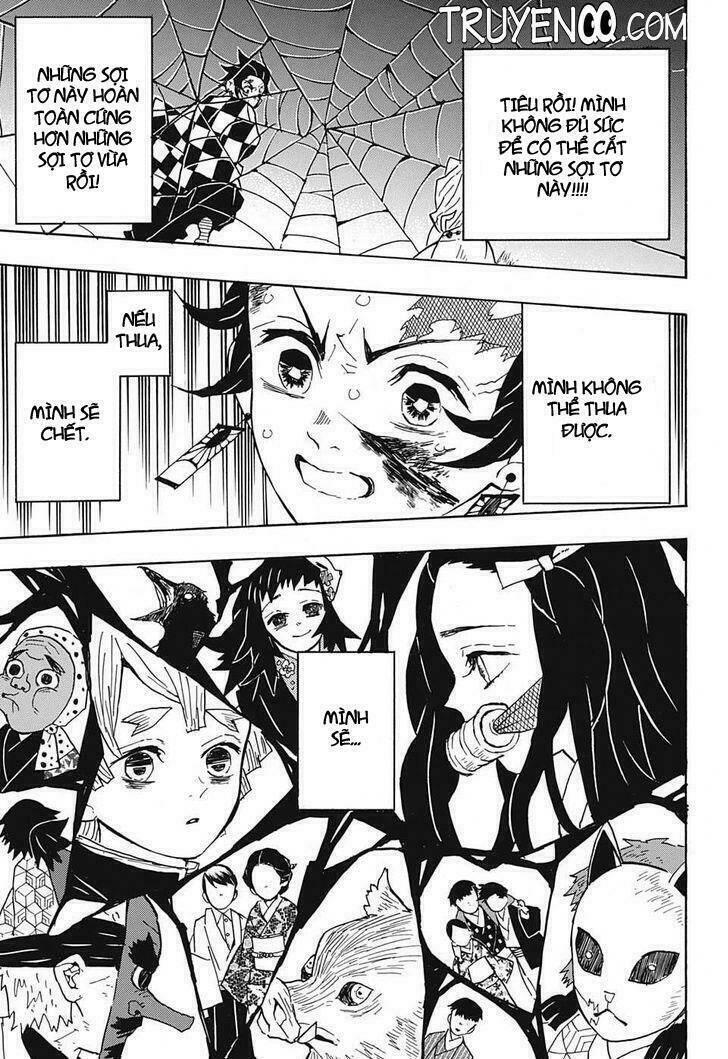 TRUYENQQ.COM
TIÊU RỒI! MÌNH
KHÔNG ĐỦ SỨC
ĐỂ CÓ THỂ CẮT
NHỮNG SỢI TƠ
NÀY!!!!
NHỮNG SỢI
TƠ NÀY HOÀN
TOÀN CỨNG
HƠN NHỮNG
SỢI TƠ VỪA
RỒI!
MÌNH KHÔNG
THỂ THUA
ĐƯỢC.
NẾU
THUA,
MÌNH SẼ
CHẾT.
MÌNH
SẼ...